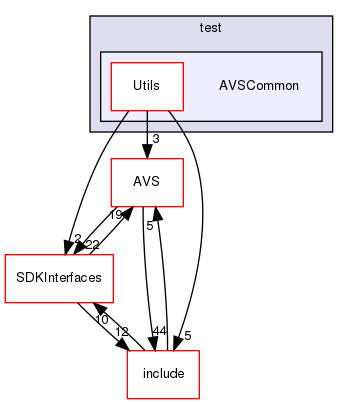 test
Utils
AVSCommon
3
AVS
19
5
2
22
SDKInterfaces
10
12
44
5
include